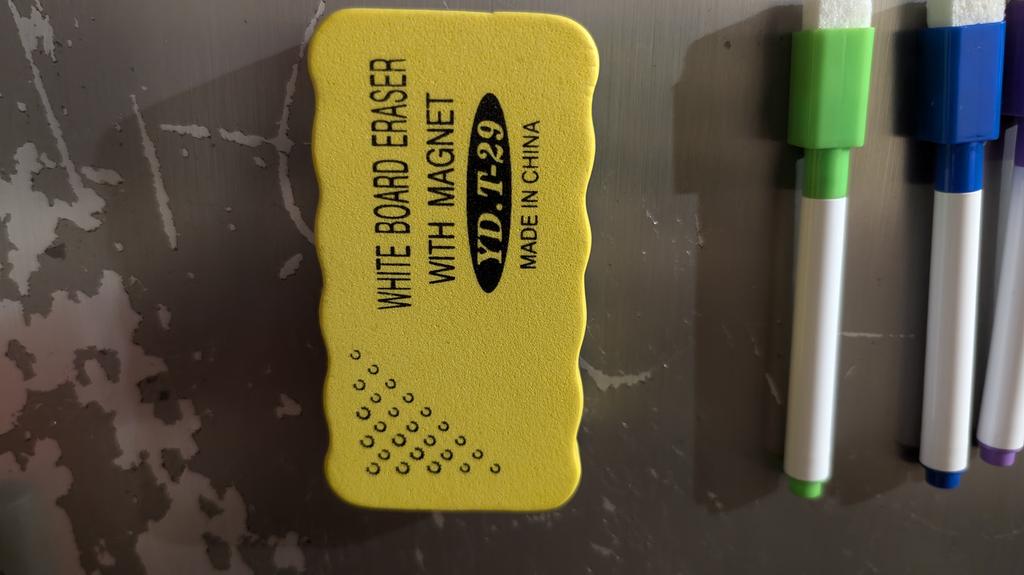 WHITE BOARD ERASER
WITH MAGNET
YD.T-29
MADE IN CHINA